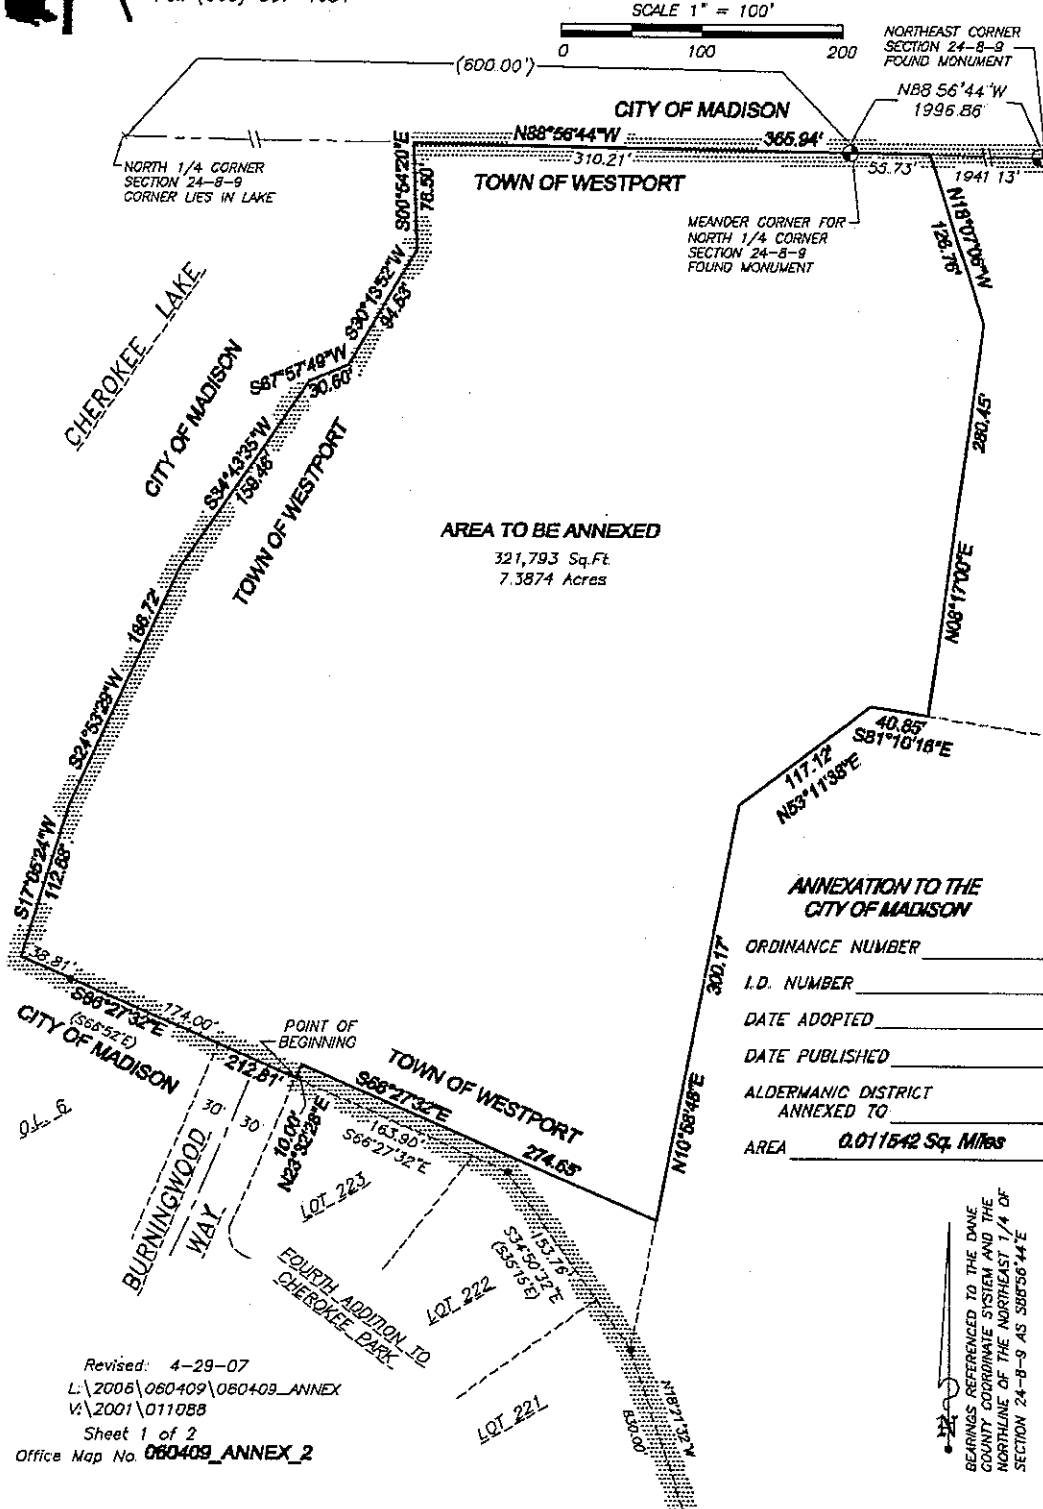 SCALE 1" = 100'
0 100 200
(600.00')
NORTHEAST CORNER
SECTION 24-8-9
FOUND MONUMENT
N88 56'44"W
1996.86'
CITY OF MADISON
N88°56'44"W 365.94'
310.21'
55.73'
1941 13'
TOWN OF WESTPORT
NORTH 1/4 CORNER
SECTION 24-8-9
CORNER LIES IN LAKE
S00°54'20"E
78.50'
MEANDER CORNER FOR
NORTH 1/4 CORNER
SECTION 24-8-9
FOUND MONUMENT
N18°07'06"W
126.76'
S30°13'52"W
94.53'
CHEROKEE LAKE
S67°57'49"W
30.60'
CITY OF MADISON
S34°43'35"W
159.46'
TOWN OF WESTPORT
280.45'
N08°17'00"E
AREA TO BE ANNEXED
321,793 Sq.Ft.
7.3874 Acres
S24°53'29"W 186.72'
40.85'
S81°10'16"E
117.12'
N53°11'38"E
S17°05'24"W
112.68'
300.17'
N10°58'48"E
ANNEXATION TO THE
CITY OF MADISON
ORDINANCE NUMBER
I.D. NUMBER
DATE ADOPTED
DATE PUBLISHED
ALDERMANIC DISTRICT
ANNEXED TO
AREA 0.011542 Sq. Miles
38.81'
S66°27'32"E
(S66°52'E)
174.00'
212.81'
CITY OF MADISON
POINT OF
BEGINNING
TOWN OF WESTPORT
S66°27'32"E
274.65'
163.90'
S66°27'32"E
10.00'
N23°32'28"E
O.L. 6
30'
30'
BURNINGWOOD
WAY
LOT 223
S34°50'32"E
153.76'
(S35°15'E)
FOURTH ADDITION TO
CHEROKEE PARK
LOT 222
LOT 221
N18°21'32"W
830.00'
Revised: 4-29-07
L:\2006\060409\060409_ANNEX
V:\2001\011088
Sheet 1 of 2
Office Map No. 060409_ANNEX_2
BEARINGS REFERENCED TO THE DANE
COUNTY COORDINATE SYSTEM AND THE
NORTHLINE OF THE NORTHEAST 1/4 OF
SECTION 24-8-9 AS S88°56'44"E